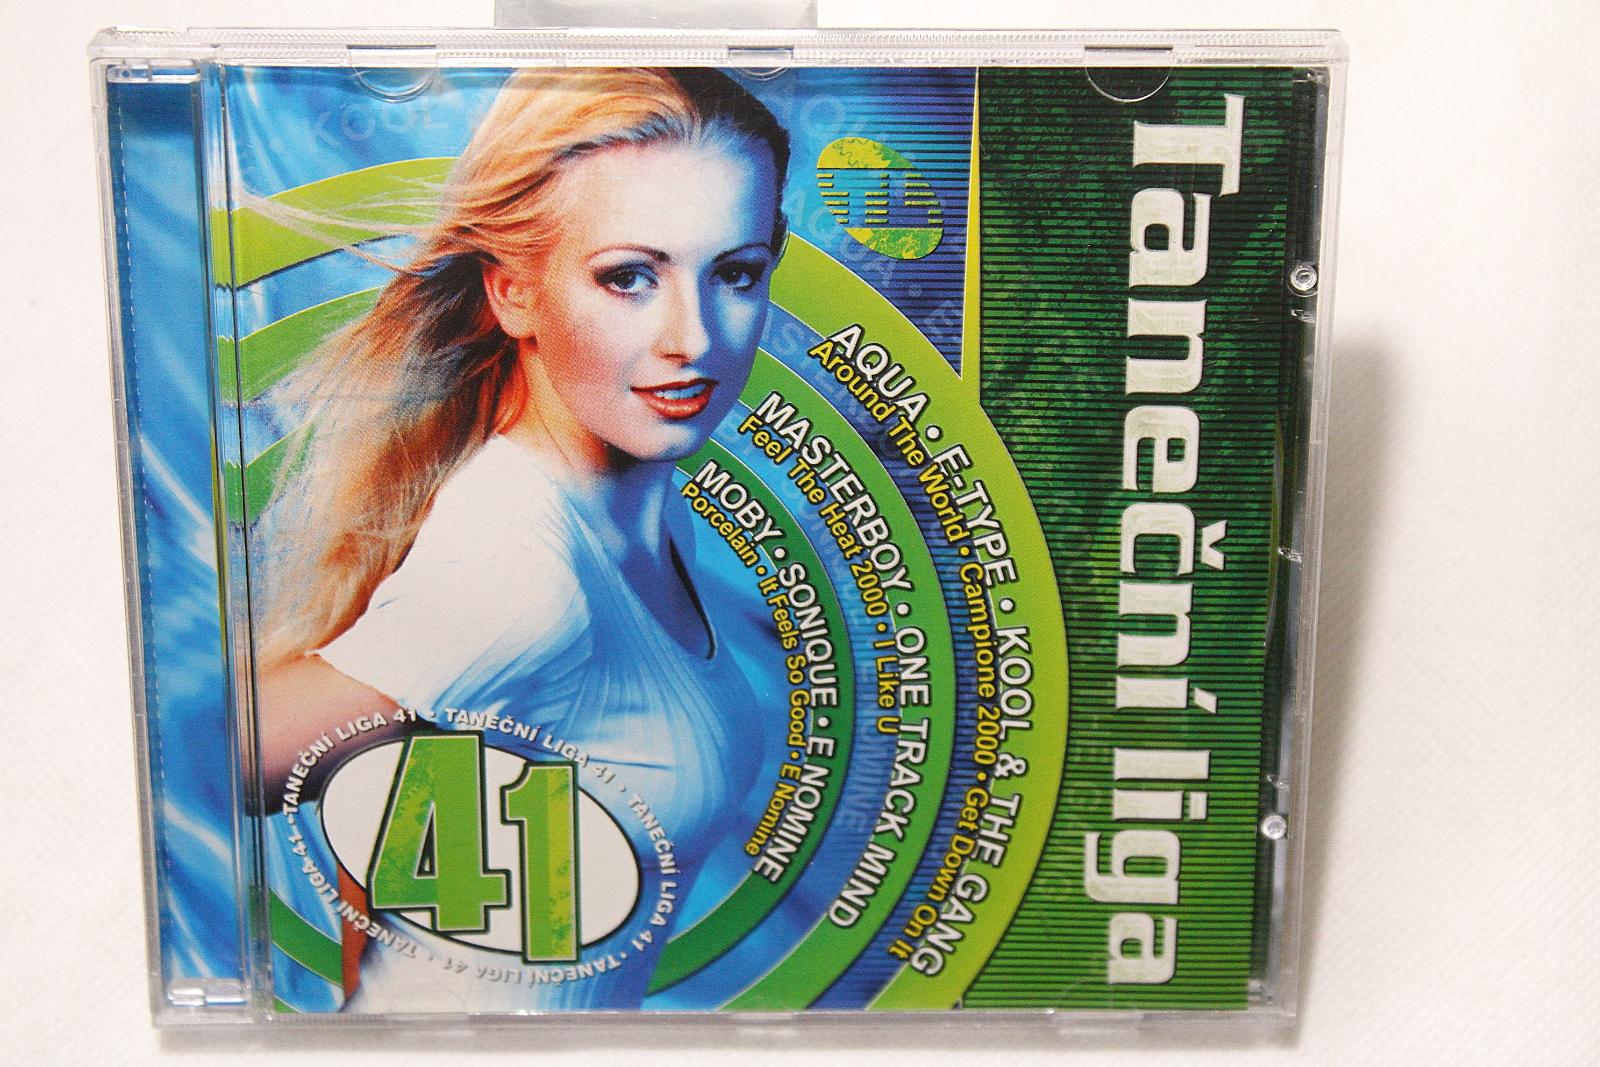 Taneční liga
AQUA • E-TYPE • KOOL & THE GANG
Around The World • Campione 2000 • Get Down On It
MASTERBOY • ONE TRACK MIND
Feel The Heat 2000 • I Like U
MOBY • SONIQUE • E NOMINE
Porcelain • It Feels So Good • E Nomine
TANEČNÍ LIGA 41 • TANEČNÍ LIGA 41 • TANEČNÍ LIGA 41 • TANEČNÍ LIGA 41 • TANEČNÍ LIGA 41 •
41
KOOL
AQUA